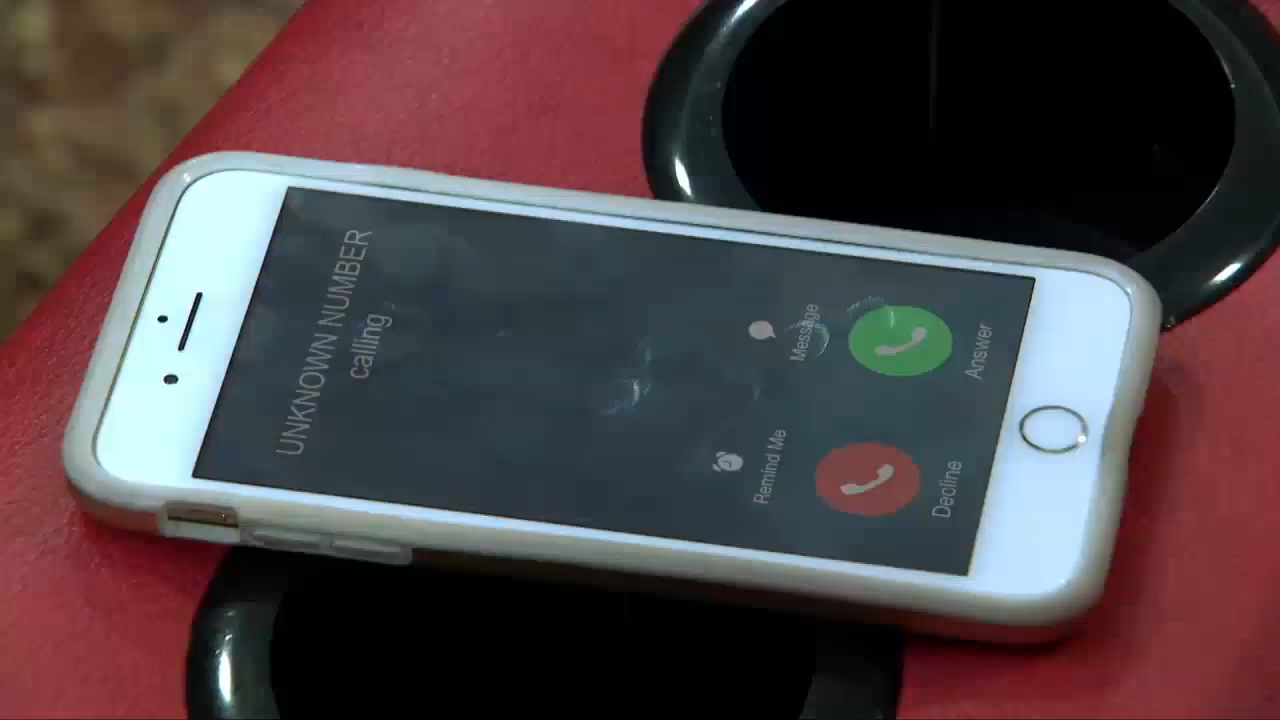 UNKNOWN NUMBER
calling
Remind Me
Message
Decline
Answer